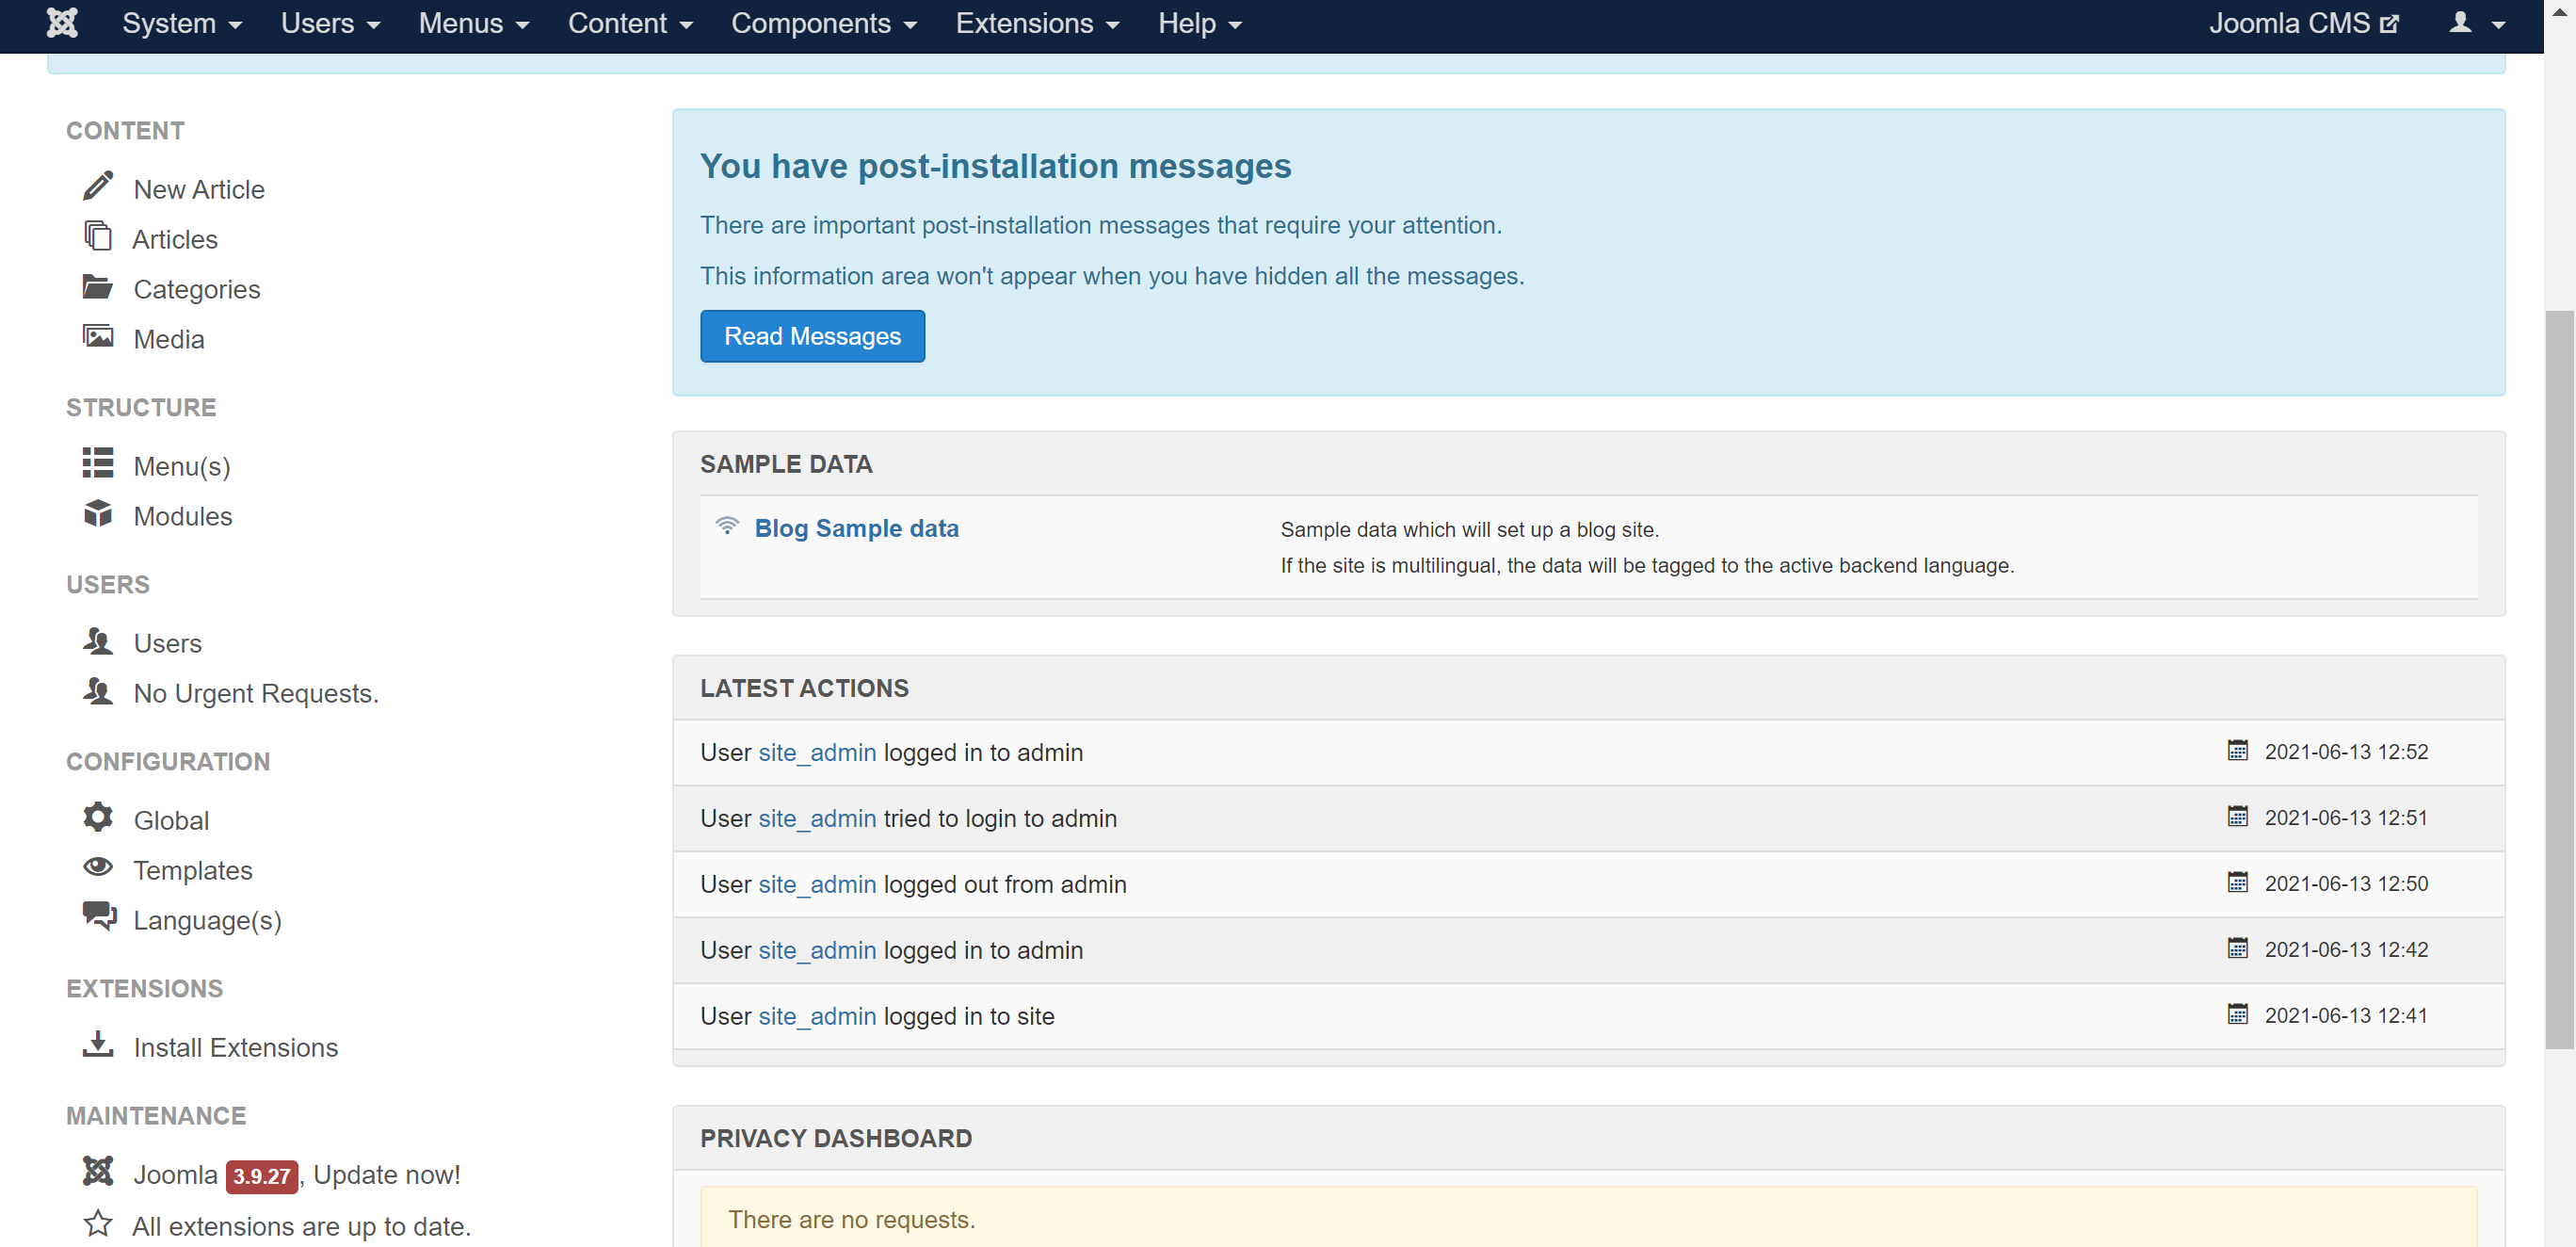 System Users Menus Content Components Extensions Help Joomla CMS
CONTENT
New Article
Articles
Categories
Media
STRUCTURE
Menu(s)
Modules
USERS
Users
No Urgent Requests.
CONFIGURATION
Global
Templates
Language(s)
EXTENSIONS
Install Extensions
MAINTENANCE
Joomla 3.9.27, Update now!
All extensions are up to date.
You have post-installation messages
There are important post-installation messages that require your attention.
This information area won't appear when you have hidden all the messages.
Read Messages
SAMPLE DATA
Blog Sample data
Sample data which will set up a blog site.
If the site is multilingual, the data will be tagged to the active backend language.
LATEST ACTIONS
User site_admin logged in to admin 2021-06-13 12:52
User site_admin tried to login to admin 2021-06-13 12:51
User site_admin logged out from admin 2021-06-13 12:50
User site_admin logged in to admin 2021-06-13 12:42
User site_admin logged in to site 2021-06-13 12:41
PRIVACY DASHBOARD
There are no requests.